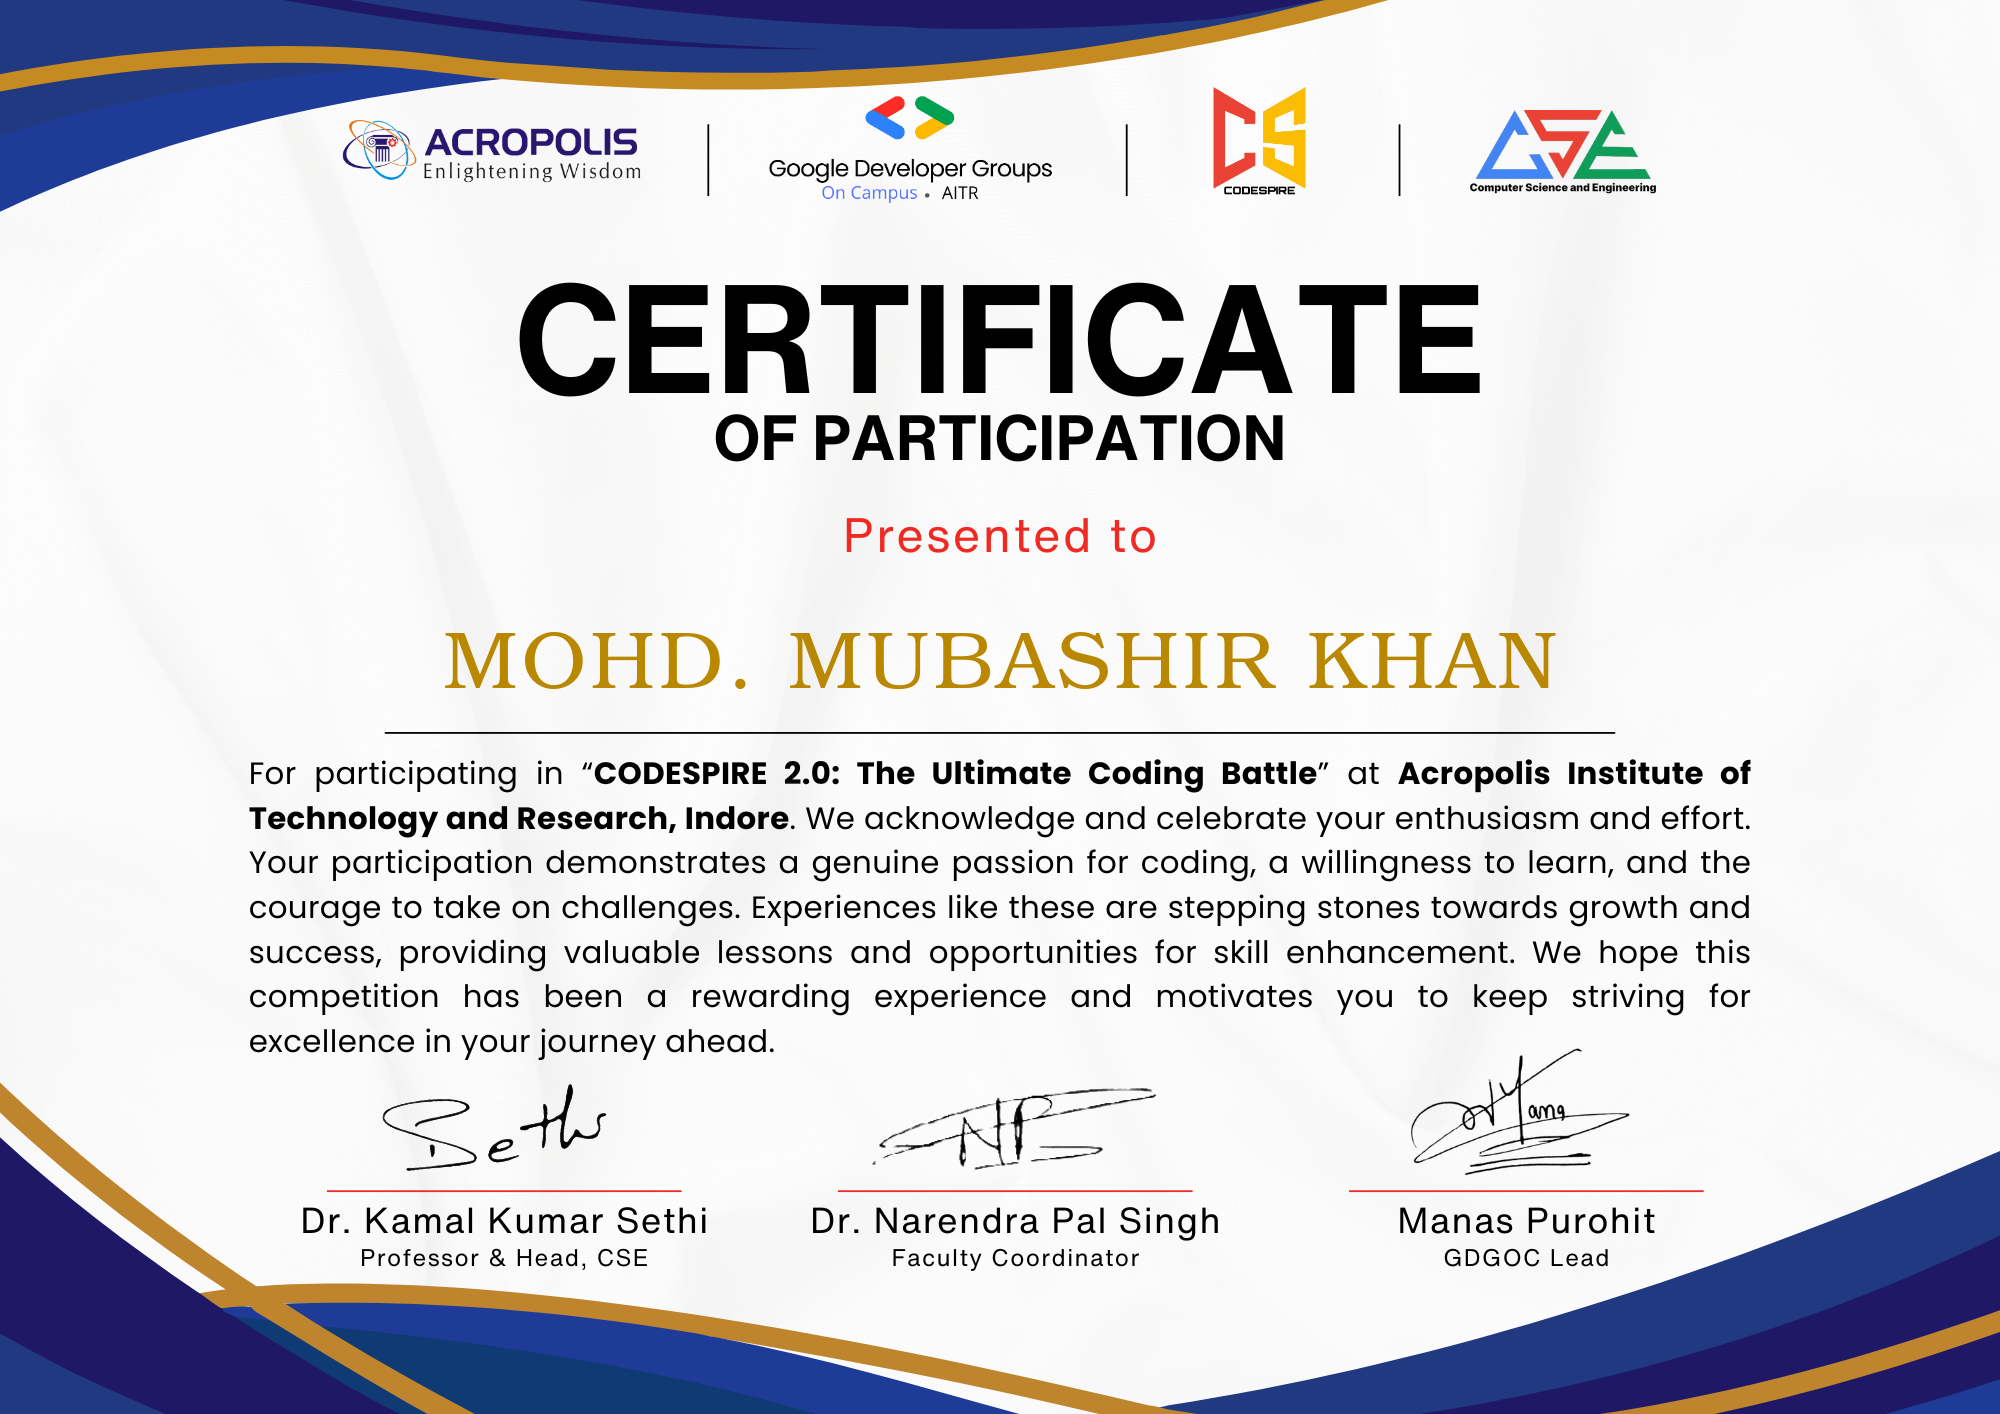 ACROPOLIS
Enlightening Wisdom
Google Developer Groups
On Campus • AITR
CS
CODESPIRE
CSE
Computer Science and Engineering
CERTIFICATE
OF PARTICIPATION
Presented to
MOHD. MUBASHIR KHAN
For participating in “CODESPIRE 2.0: The Ultimate Coding Battle” at Acropolis Institute of
Technology and Research, Indore. We acknowledge and celebrate your enthusiasm and effort.
Your participation demonstrates a genuine passion for coding, a willingness to learn, and the
courage to take on challenges. Experiences like these are stepping stones towards growth and
success, providing valuable lessons and opportunities for skill enhancement. We hope this
competition has been a rewarding experience and motivates you to keep striving for
excellence in your journey ahead.
Dr. Kamal Kumar Sethi
Professor & Head, CSE
Dr. Narendra Pal Singh
Faculty Coordinator
Manas Purohit
GDGOC Lead